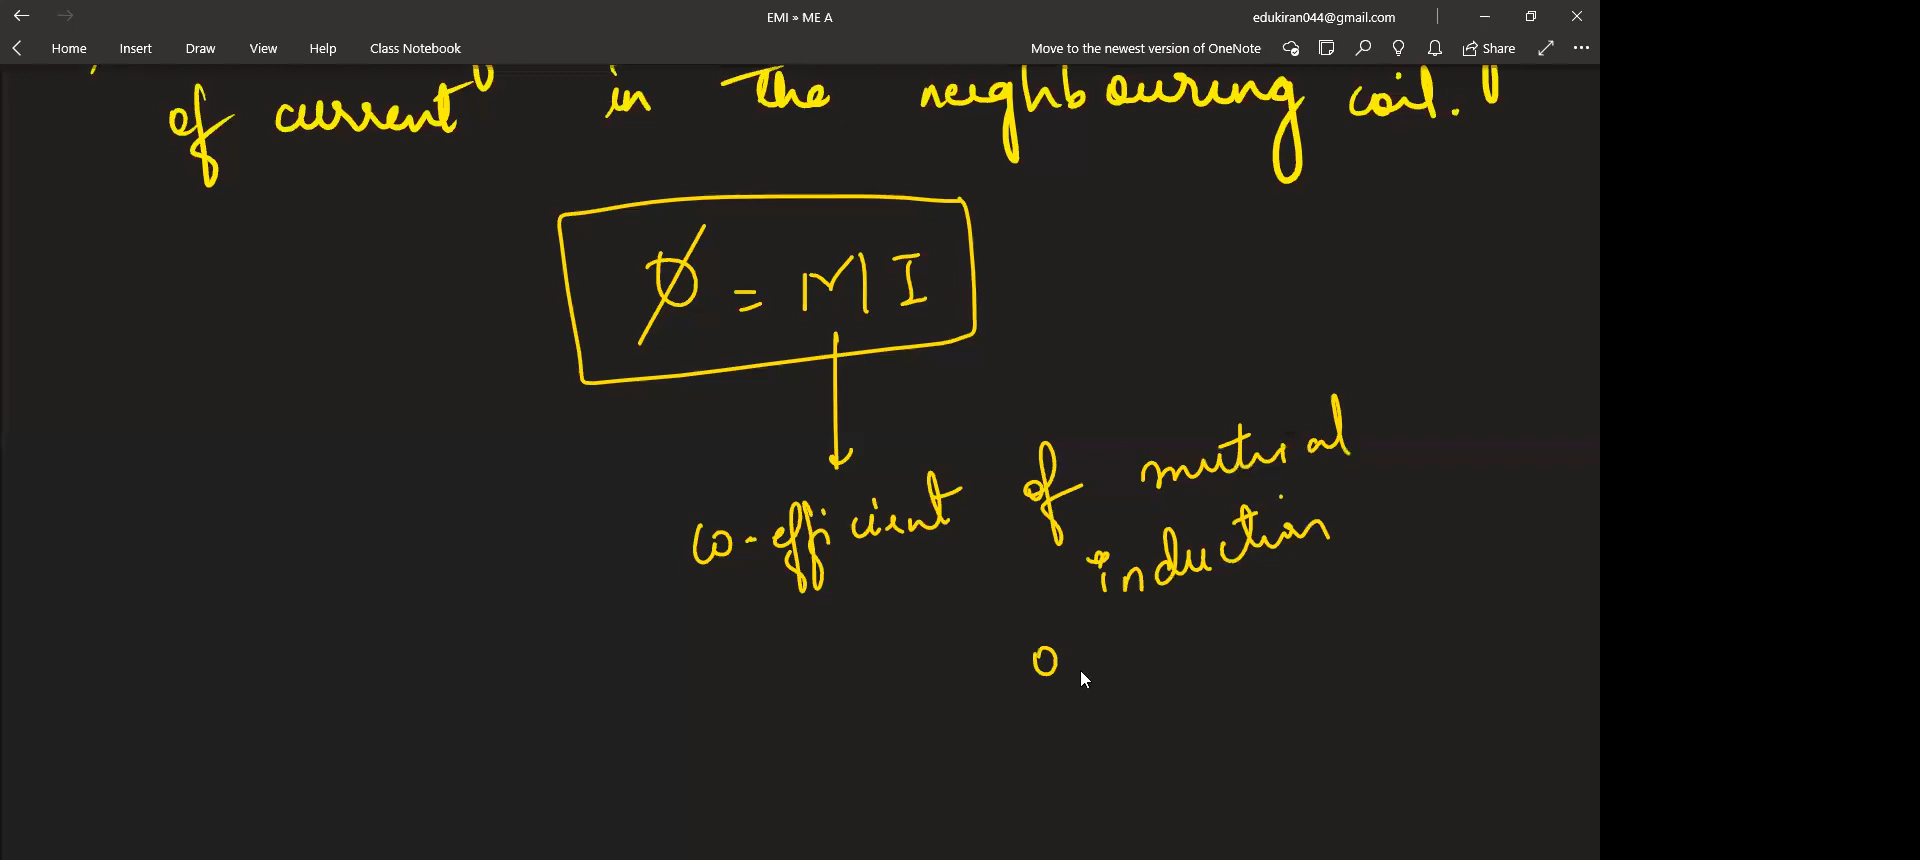 EMI » ME A
edukiran044@gmail.com
Home Insert Draw View Help Class Notebook
Move to the newest version of OneNote
Share
of current in the neighbouring coil.
Ø = M I
co-efficient of mutual
induction
o